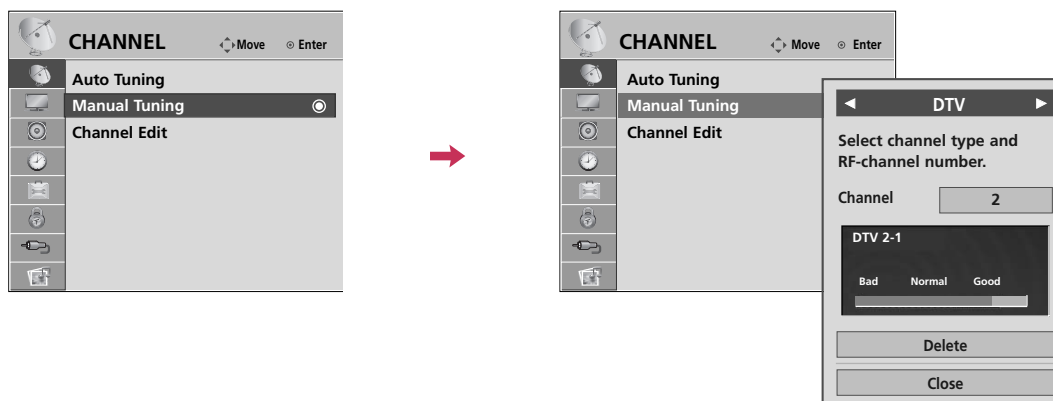 CHANNEL
Move
Enter
Auto Tuning
Manual Tuning
Channel Edit
CHANNEL
Move
Enter
Auto Tuning
Manual Tuning
Channel Edit
DTV
Select channel type and
RF-channel number.
Channel
2
DTV 2-1
Bad Normal Good
Delete
Close